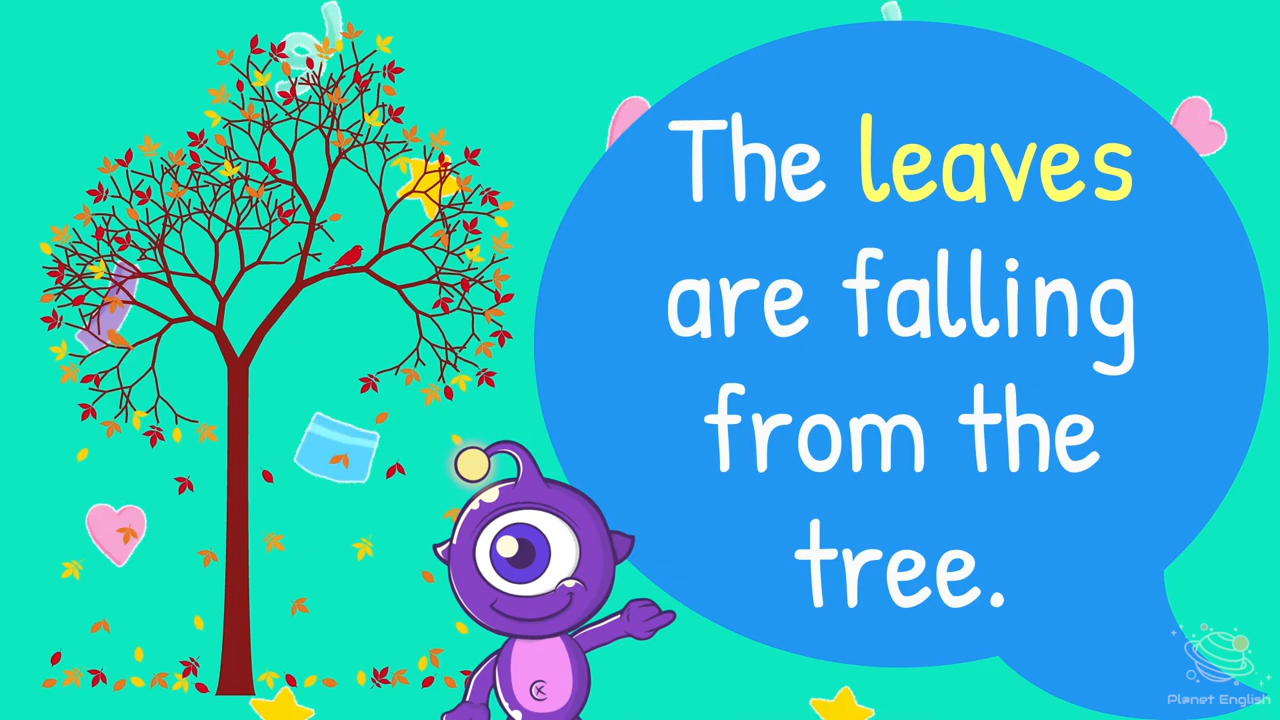 The leaves
are falling
from the
tree.
Planet English